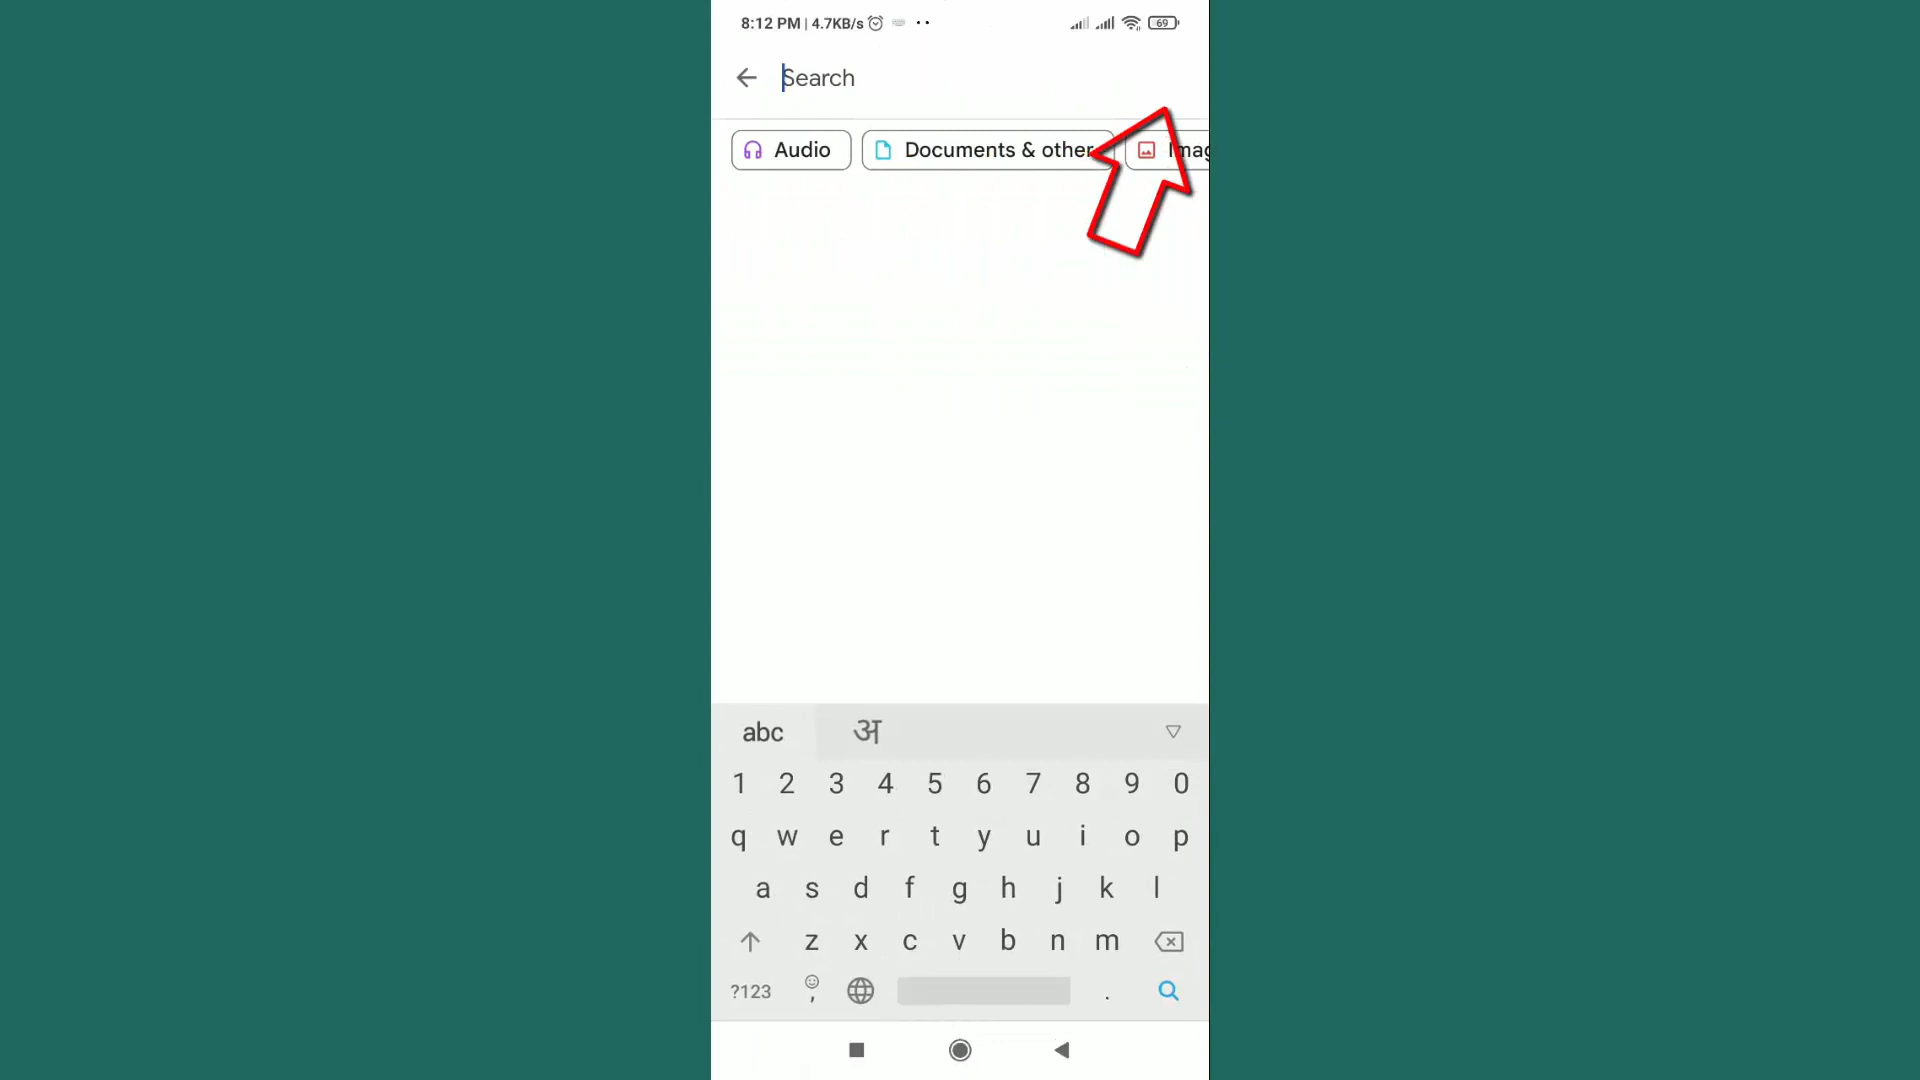 8:12 PM | 4.7KB/s 69
Search
Audio Documents & other Imag
abc अ
1 2 3 4 5 6 7 8 9 0
q w e r t y u i o p
a s d f g h j k l
z x c v b n m
?123 , .